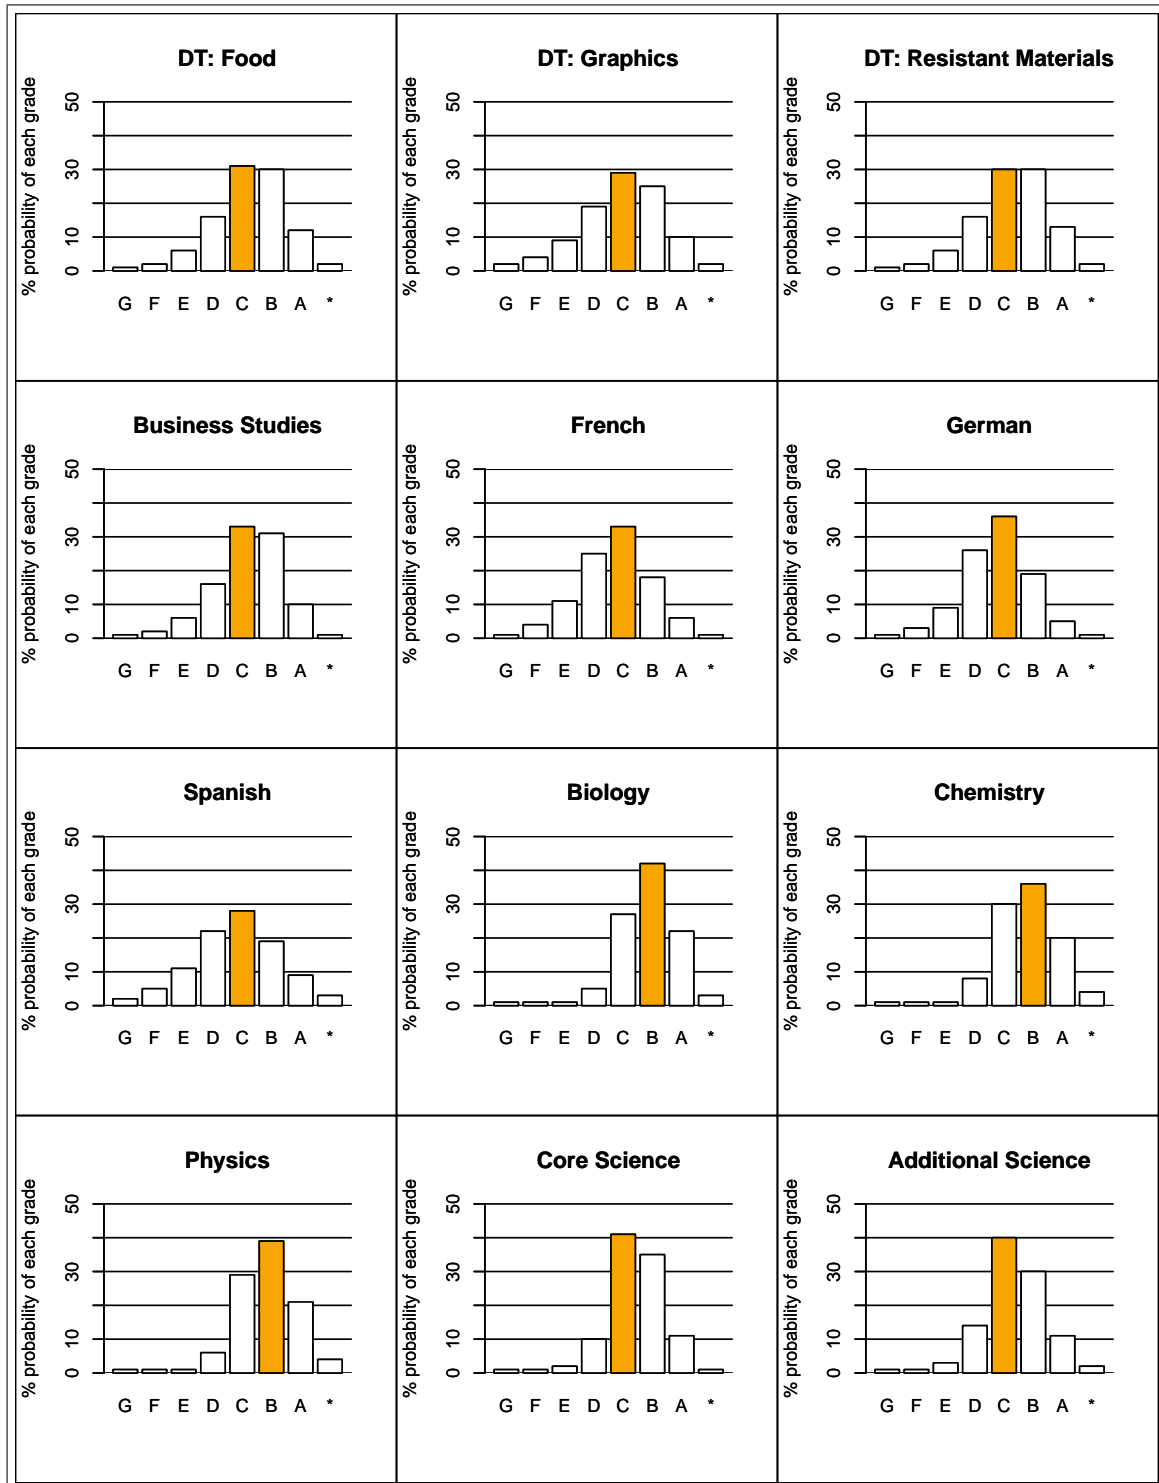 DT: Food
% probability of each grade
50
30
10
0
G F E D C B A *
DT: Graphics
% probability of each grade
50
30
10
0
G F E D C B A *
DT: Resistant Materials
% probability of each grade
50
30
10
0
G F E D C B A *
Business Studies
% probability of each grade
50
30
10
0
G F E D C B A *
French
% probability of each grade
50
30
10
0
G F E D C B A *
German
% probability of each grade
50
30
10
0
G F E D C B A *
Spanish
% probability of each grade
50
30
10
0
G F E D C B A *
Biology
% probability of each grade
50
30
10
0
G F E D C B A *
Chemistry
% probability of each grade
50
30
10
0
G F E D C B A *
Physics
% probability of each grade
50
30
10
0
G F E D C B A *
Core Science
% probability of each grade
50
30
10
0
G F E D C B A *
Additional Science
% probability of each grade
50
30
10
0
G F E D C B A *